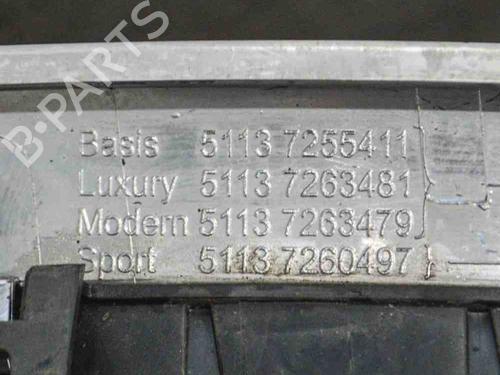 B-PARTS
Basis 5113 7255411
Luxury 5113 7263481
Modern 5113 7263479
Sport 5113 7260497